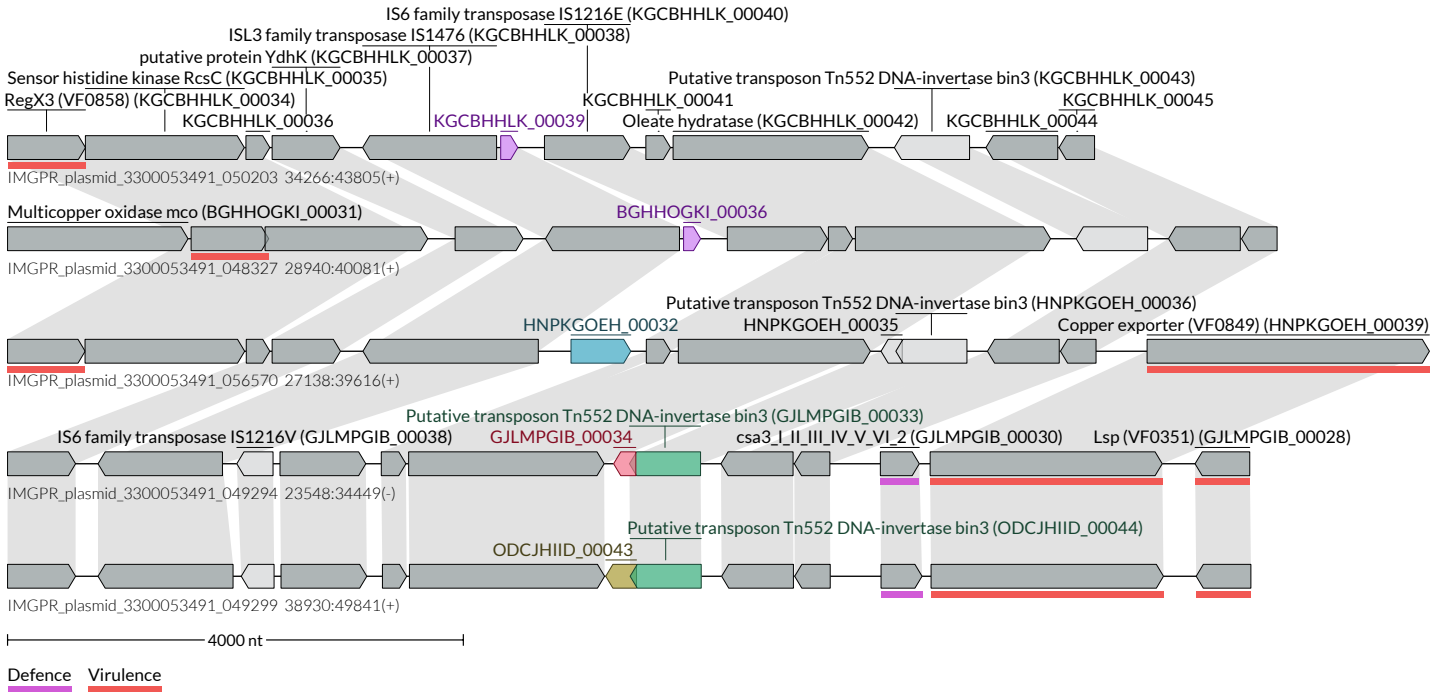 IS6 family transposase IS1216E (KGCBHHLK_00040)
ISL3 family transposase IS1476 (KGCBHHLK_00038)
putative protein YdhK (KGCBHHLK_00037)
Sensor histidine kinase RcsC (KGCBHHLK_00035) Putative transposon Tn552 DNA-invertase bin3 (KGCBHHLK_00043)
RegX3 (VF0858) (KGCBHHLK_00034) KGCBHHLK_00041 KGCBHHLK_00045
KGCBHHLK_00036 KGCBHHLK_00039 Oleate hydratase (KGCBHHLK_00042) KGCBHHLK_00044
IMGPR_plasmid_3300053491_050203 34266:43805(+)
Multicopper oxidase mco (BGHHOGKI_00031) BGHHOGKI_00036
IMGPR_plasmid_3300053491_048327 28940:40081(+)
Putative transposon Tn552 DNA-invertase bin3 (HNPKGOEH_00036)
HNPKGOEH_00032 HNPKGOEH_00035 Copper exporter (VF0849) (HNPKGOEH_00039)
IMGPR_plasmid_3300053491_056570 27138:39616(+)
Putative transposon Tn552 DNA-invertase bin3 (GJLMPGIB_00033)
IS6 family transposase IS1216V (GJLMPGIB_00038) GJLMPGIB_00034 csa3_I_II_III_IV_V_VI_2 (GJLMPGIB_00030) Lsp (VF0351) (GJLMPGIB_00028)
IMGPR_plasmid_3300053491_049294 23548:34449(-)
Putative transposon Tn552 DNA-invertase bin3 (ODCJHIID_00044)
ODCJHIID_00043
IMGPR_plasmid_3300053491_049299 38930:49841(+)
4000 nt
Defence Virulence